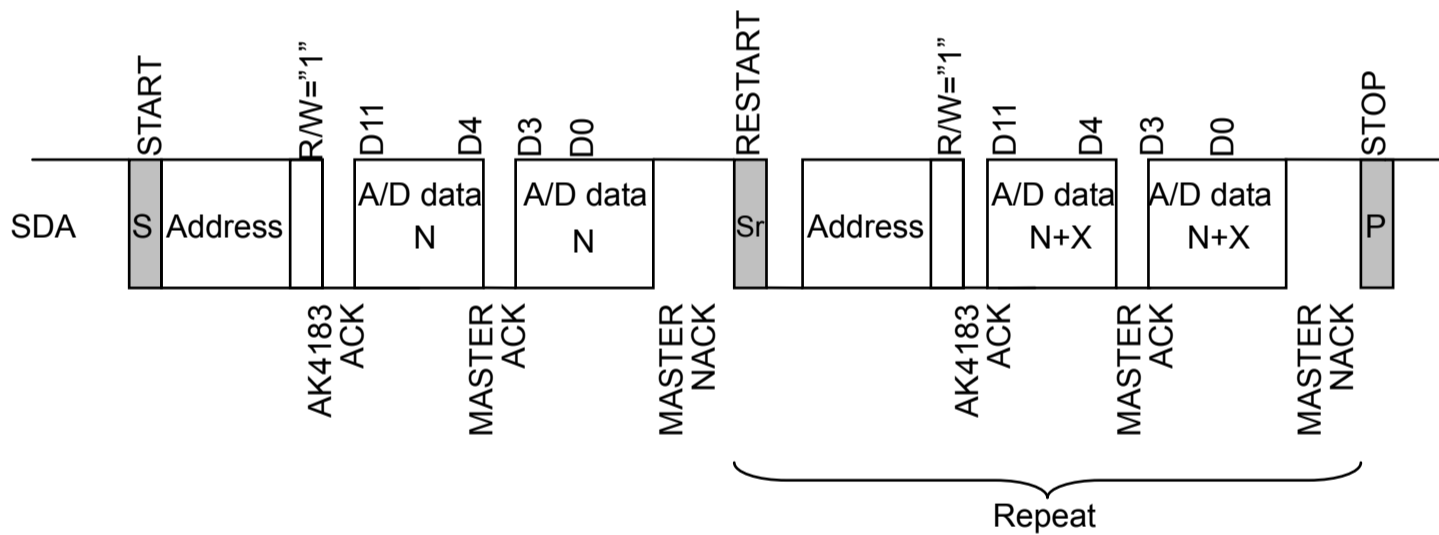 START
R/W=”1”
D11
D4
D3
D0
RESTART
R/W=”1”
D11
D4
D3
D0
STOP
SDA
S
Address
A/D data
N
A/D data
N
Sr
Address
A/D data
N+X
A/D data
N+X
P
AK4183
ACK
MASTER
ACK
MASTER
NACK
AK4183
ACK
MASTER
ACK
MASTER
NACK
Repeat